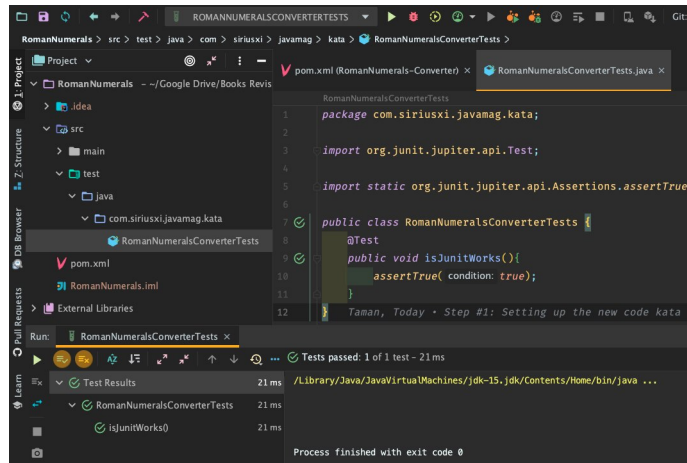 ROMANNUMERALSCONVERTERTESTS
Git:
RomanNumerals > src > test > java > com > siriusxi > javamag > kata > RomanNumeralsConverterTests >
1: Project
Z: Structure
DB Browser
Pull Requests
Learn
Project
RomanNumerals - ~/Google Drive/Books Revis
.idea
src
main
test
java
com.siriusxi.javamag.kata
RomanNumeralsConverterTests
pom.xml
RomanNumerals.iml
External Libraries
pom.xml (RomanNumerals-Converter) ×
RomanNumeralsConverterTests.java ×
RomanNumeralsConverterTests
1 package com.siriusxi.javamag.kata;
2
3 import org.junit.jupiter.api.Test;
4
5 import static org.junit.jupiter.api.Assertions.assertTrue
6
7 public class RomanNumeralsConverterTests {
8 @Test
9 public void isJunitWorks(){
10 assertTrue( condition: true);
11 }
12 } Taman, Today • Step #1: Setting up the new code kata
Run: RomanNumeralsConverterTests ×
Tests passed: 1 of 1 test - 21 ms
Test Results 21 ms
RomanNumeralsConverterTests 21 ms
isJunitWorks() 21 ms
/Library/Java/JavaVirtualMachines/jdk-15.jdk/Contents/Home/bin/java ...
Process finished with exit code 0